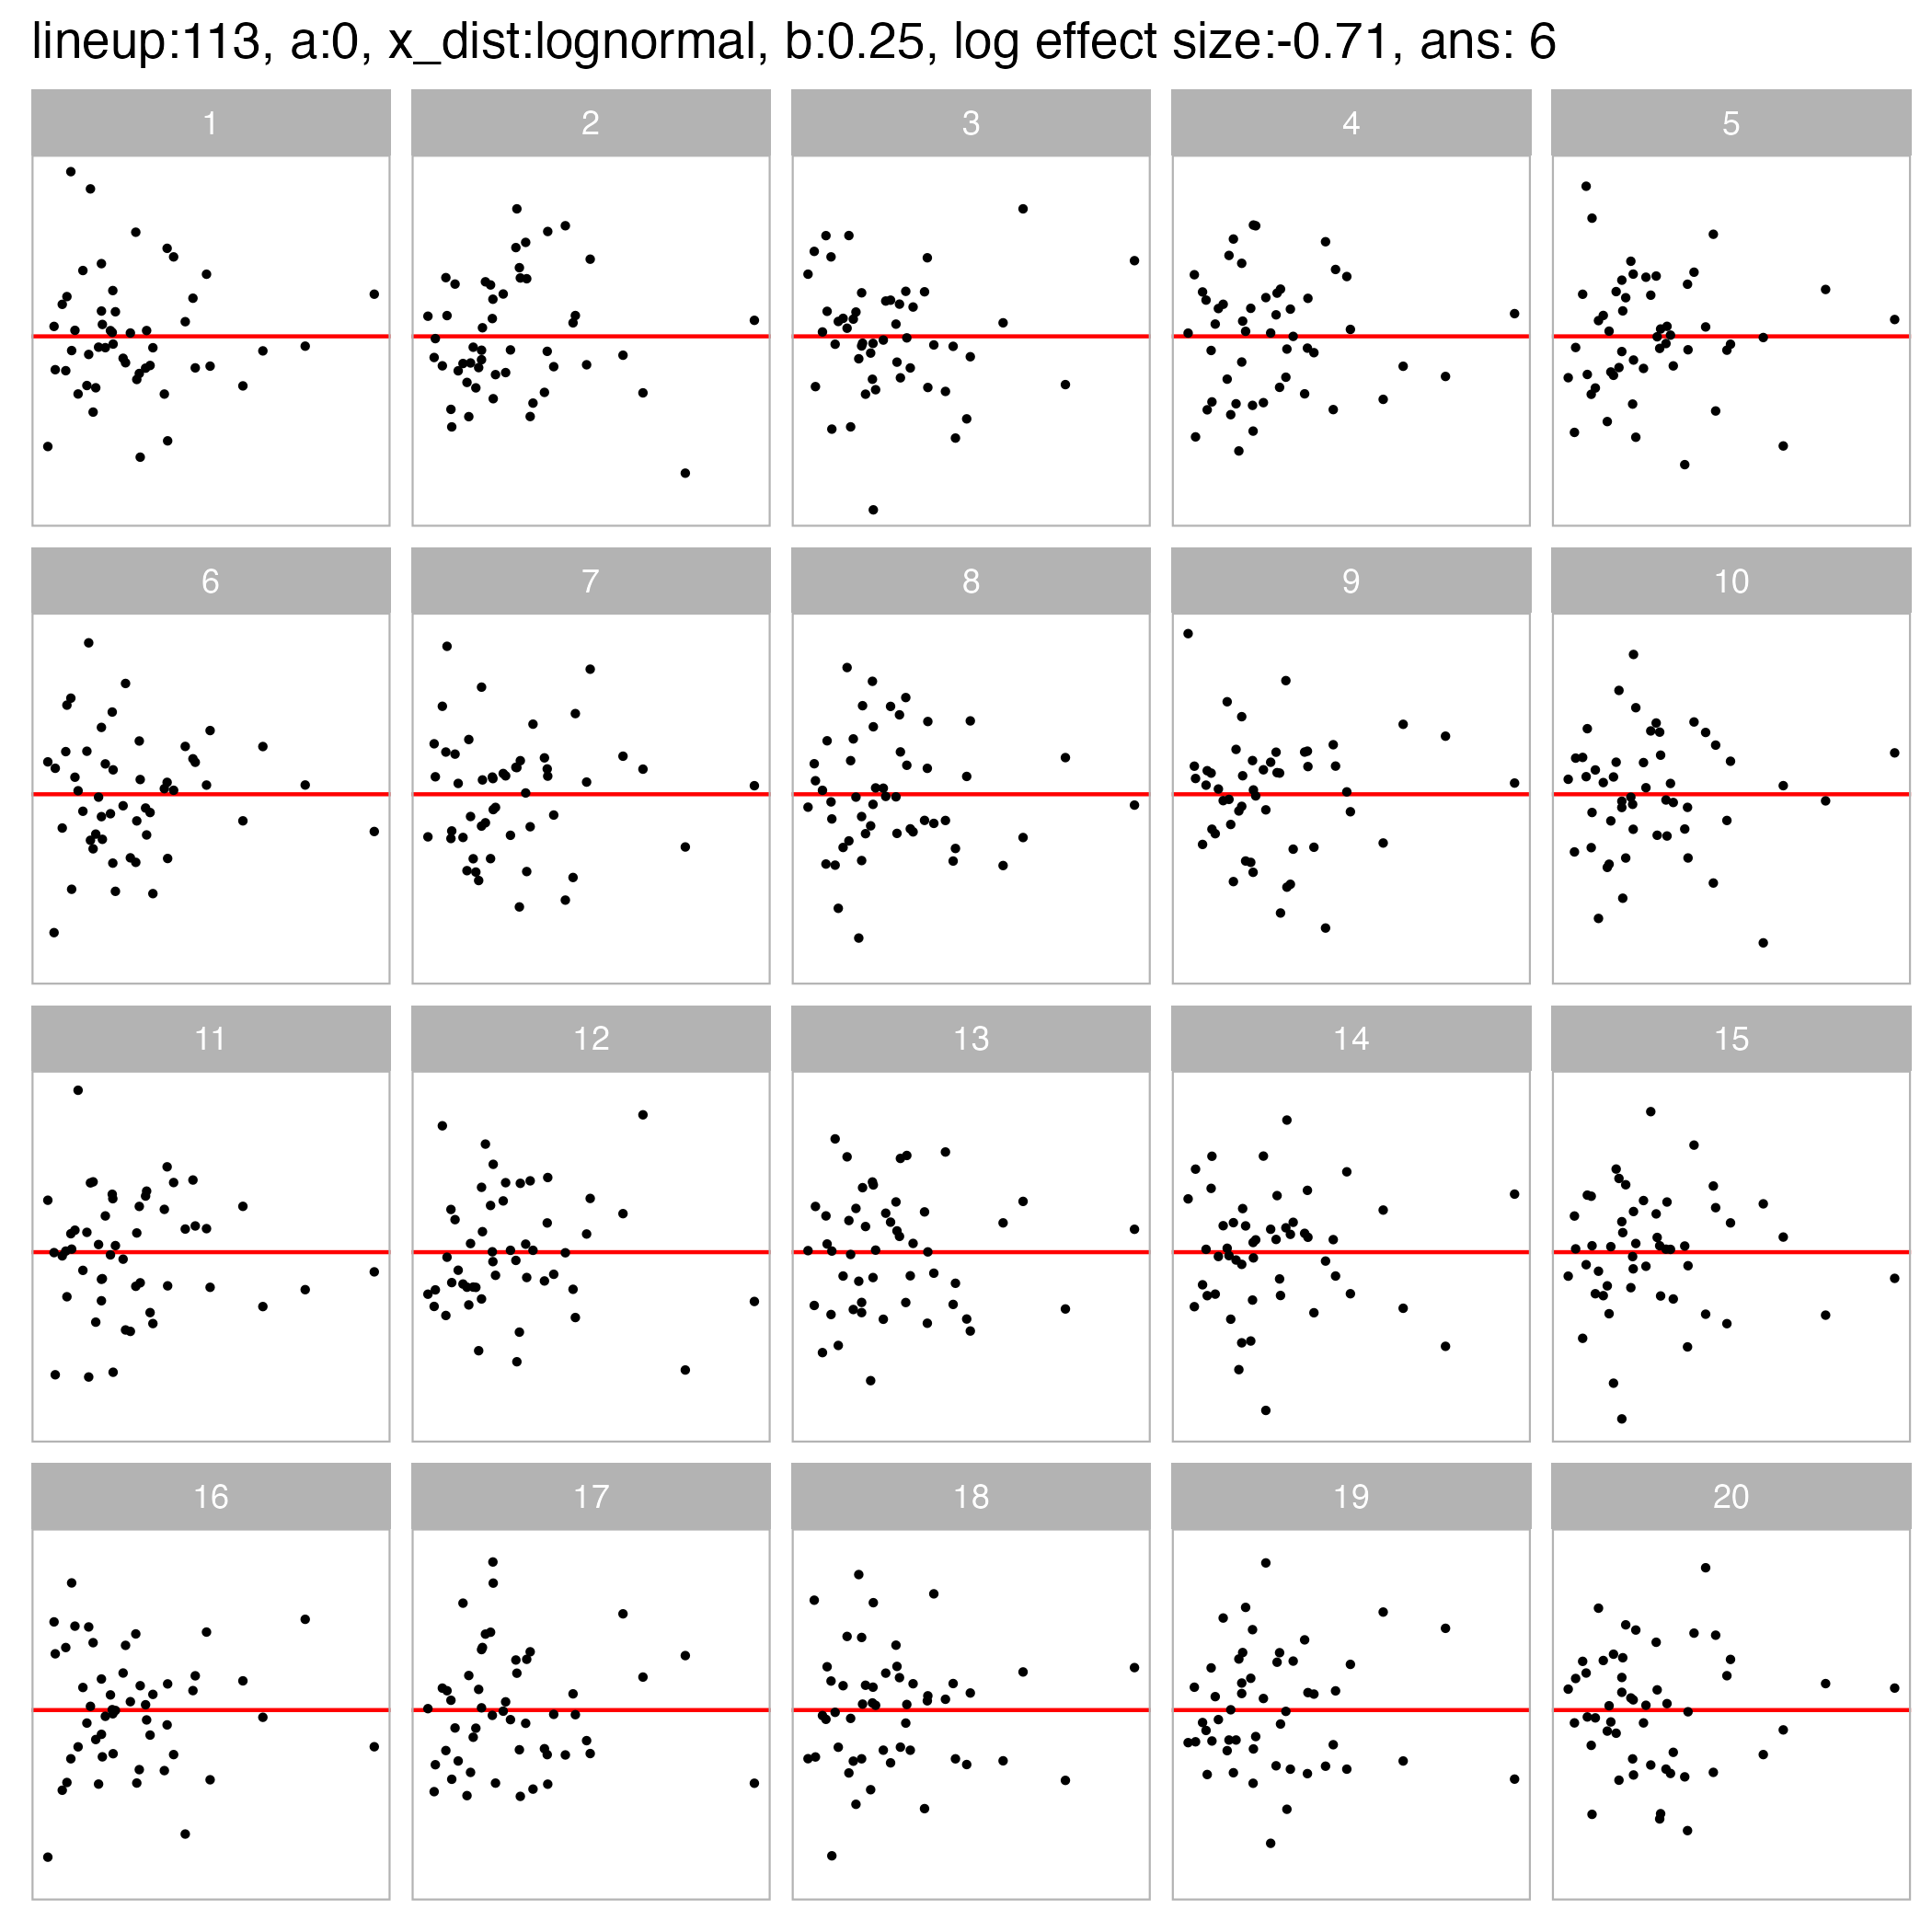 lineup:113, a:0, x_dist:lognormal, b:0.25, log effect size:-0.71, ans: 6
1 2 3 4 5
6 7 8 9 10
11 12 13 14 15
16 17 18 19 20